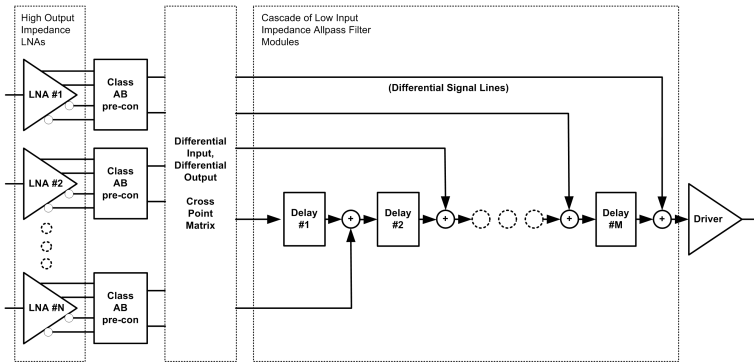 High Output
Impedance
LNAs
Cascade of Low Input
Impedance Allpass Filter
Modules
LNA #1
Class
AB
pre-con
(Differential Signal Lines)
LNA #2
Class
AB
pre-con
Differential
Input,
Differential
Output
Cross
Point
Matrix
Delay
#1
+
Delay
#2
+
+
Delay
#M
+
Driver
LNA #N
Class
AB
pre-con